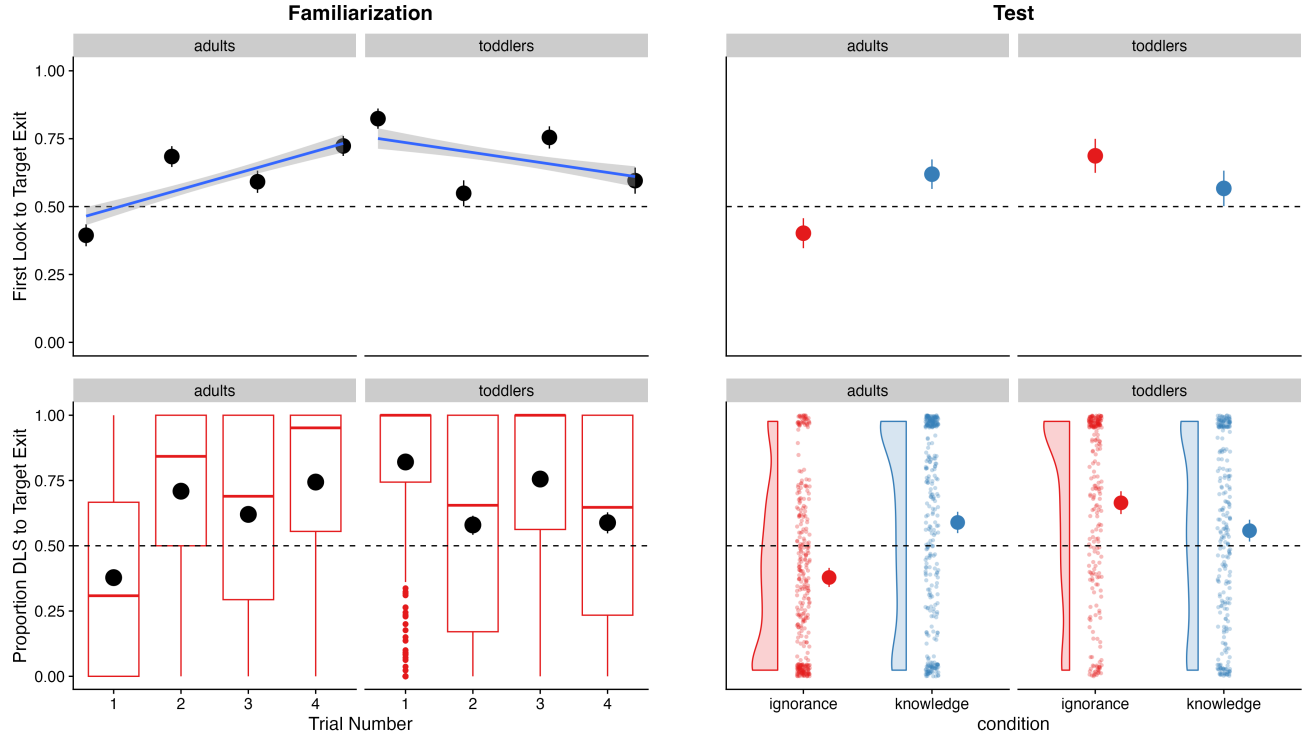 Familiarization
Test
adults
toddlers
adults
toddlers
First Look to Target Exit
1.00
0.75
0.50
0.25
0.00
adults
toddlers
adults
toddlers
Proportion DLS to Target Exit
1.00
0.75
0.50
0.25
0.00
1 2 3 4
1 2 3 4
ignorance knowledge
ignorance knowledge
Trial Number
condition